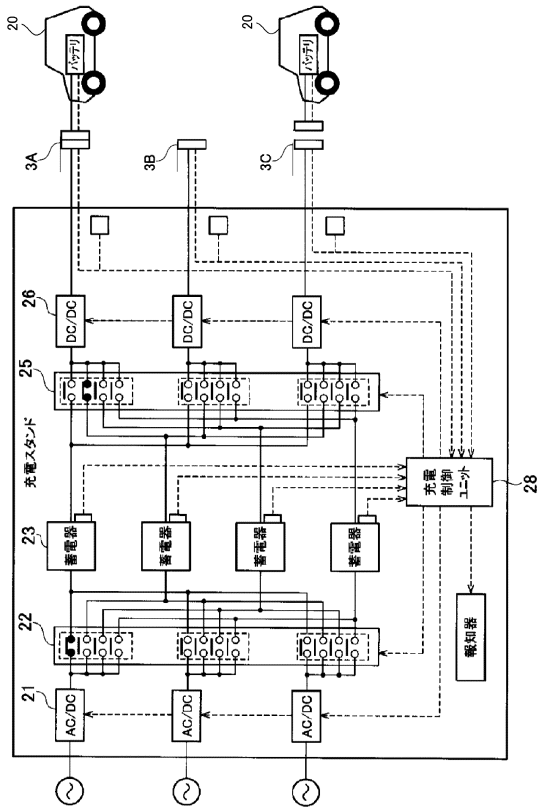 充電スタンド
21
22
23
25
26
3A
20
AC/DC
蓄電器
DC/DC
バッテリ
AC/DC
蓄電器
DC/DC
3B
蓄電器
AC/DC
蓄電器
DC/DC
3C
20
バッテリ
報知器
充電
制御
ユニット
28